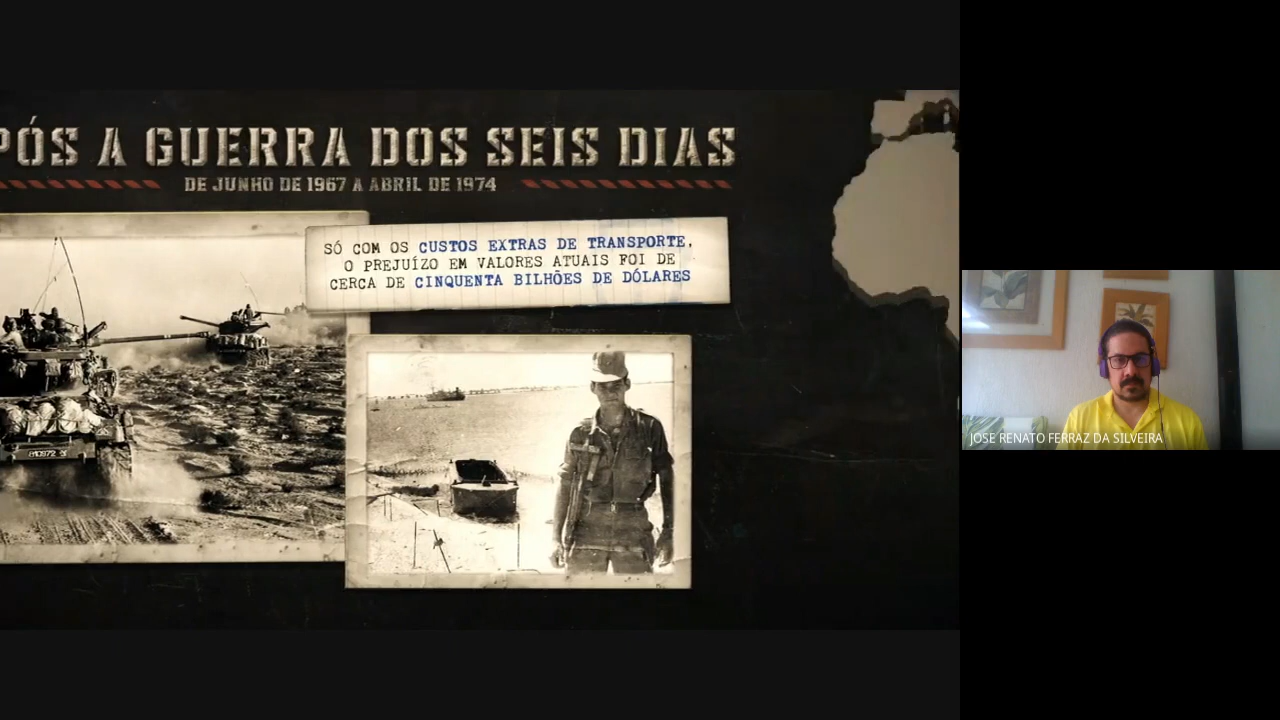 PÓS A GUERRA DOS SEIS DIAS
DE JUNHO DE 1967 A ABRIL DE 1974
SÓ COM OS CUSTOS EXTRAS DE TRANSPORTE,
O PREJUÍZO EM VALORES ATUAIS FOI DE
CERCA DE CINQUENTA BILHÕES DE DÓLARES
JOSE RENATO FERRAZ DA SILVEIRA